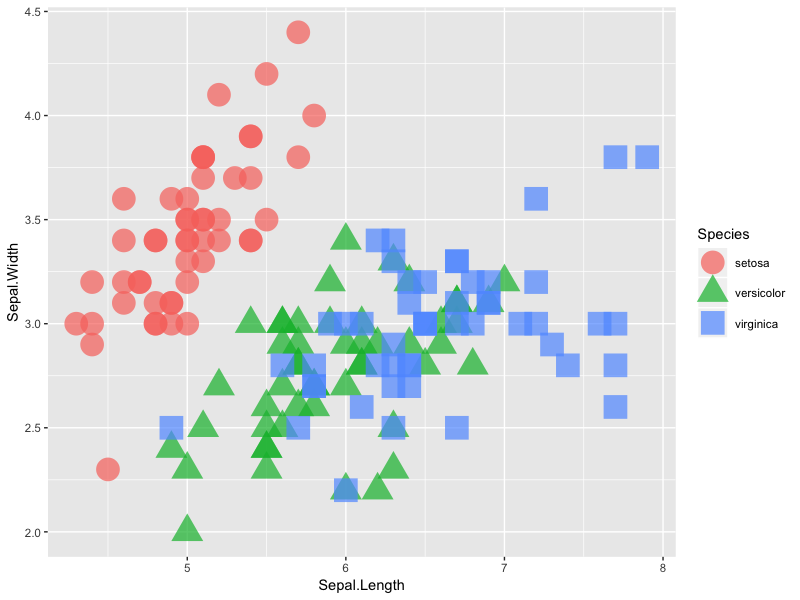 4.5
4.0
3.5
3.0
2.5
2.0
Sepal.Width
5 6 7 8
Sepal.Length
Species
setosa
versicolor
virginica